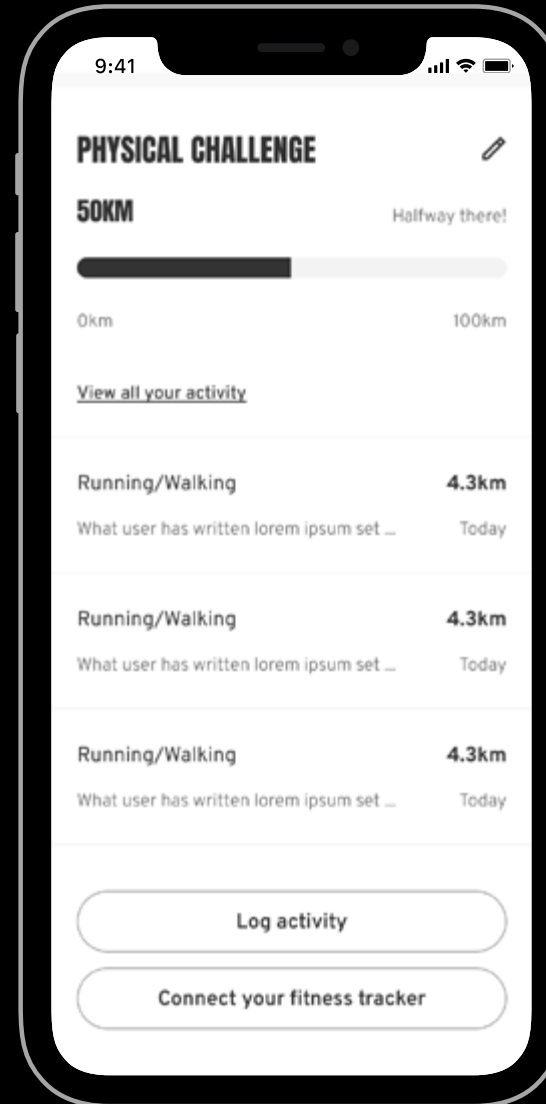 9:41
PHYSICAL CHALLENGE
50KM Halfway there!
0km 100km
View all your activity
Running/Walking 4.3km
What user has written lorem ipsum set ... Today
Running/Walking 4.3km
What user has written lorem ipsum set ... Today
Running/Walking 4.3km
What user has written lorem ipsum set ... Today
Log activity
Connect your fitness tracker